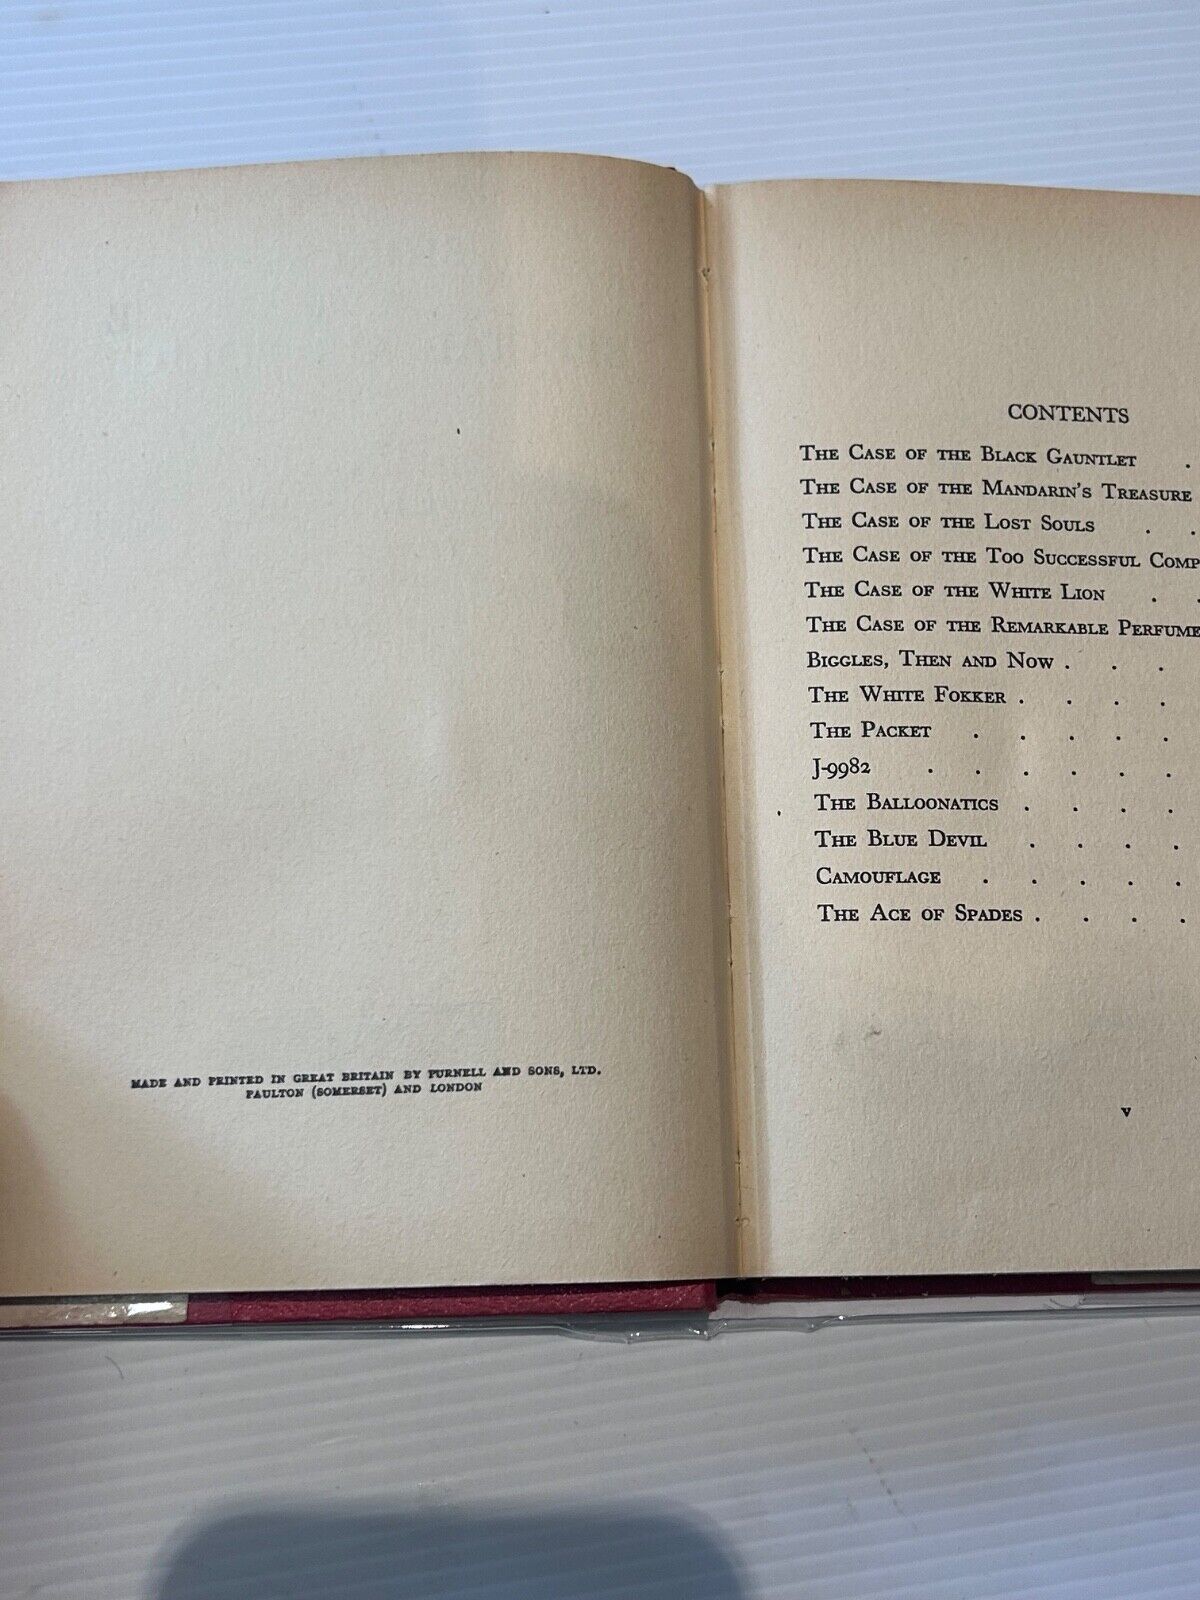 MADE AND PRINTED IN GREAT BRITAIN BY PURNELL AND SONS, LTD.
PAULTON (SOMERSET) AND LONDON
CONTENTS
THE CASE OF THE BLACK GAUNTLET .
THE CASE OF THE MANDARIN'S TREASURE
THE CASE OF THE LOST SOULS . .
THE CASE OF THE TOO SUCCESSFUL COMP
THE CASE OF THE WHITE LION . .
THE CASE OF THE REMARKABLE PERFUME
BIGGLES, THEN AND NOW . . .
THE WHITE FOKKER . . . .
THE PACKET . . . . .
J-9982 . . . . . .
THE BALLOONATICS . . . .
THE BLUE DEVIL . . . .
CAMOUFLAGE . . . . .
THE ACE OF SPADES . . . .
v